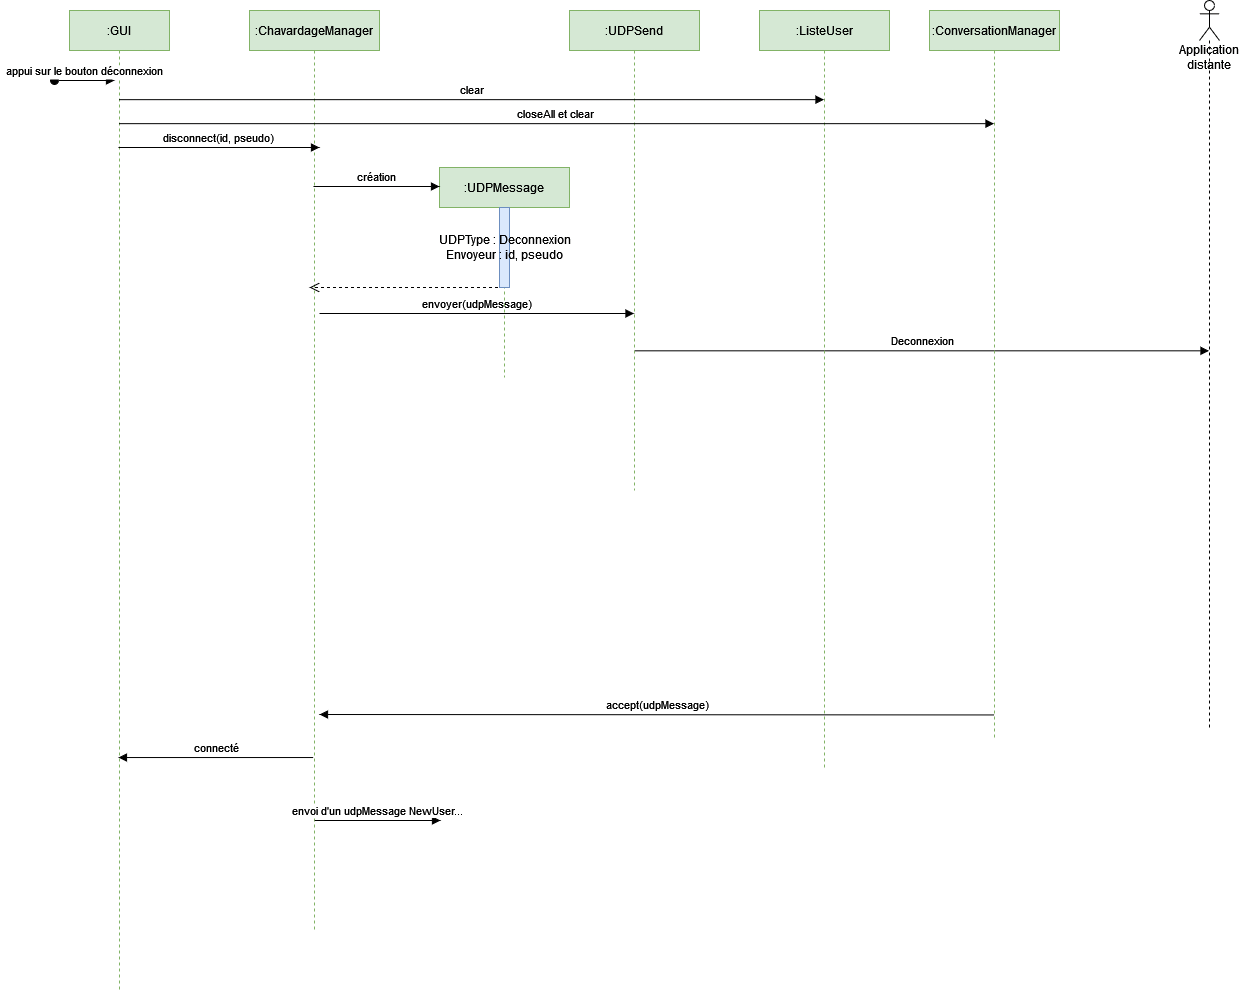 :GUI
:ChavardageManager
:UDPSend
:ListeUser
:ConversationManager
Application
distante
appui sur le bouton déconnexion
clear
closeAll et clear
disconnect(id, pseudo)
création
:UDPMessage
UDPType : Deconnexion
Envoyeur : id, pseudo
envoyer(udpMessage)
Deconnexion
accept(udpMessage)
connecté
envoi d'un udpMessage NewUser...